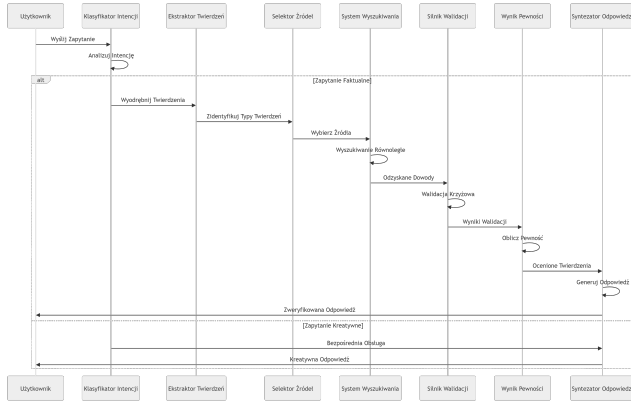 Użytkownik
Klasyfikator Intencji
Ekstraktor Twierdzeń
Selektor Źródeł
System Wyszukiwania
Silnik Walidacji
Wynik Pewności
Syntezator Odpowiedzi
Wyślij Zapytanie
Analizuj Intencję
alt
[Zapytanie Faktualne]
Wyodrębnij Twierdzenia
Zidentyfikuj Typy Twierdzeń
Wybierz Źródła
Wyszukiwanie Równoległe
Odzyskane Dowody
Walidacja Krzyżowa
Wyniki Walidacji
Oblicz Pewność
Ocenione Twierdzenia
Generuj Odpowiedź
Zweryfikowana Odpowiedź
[Zapytanie Kreatywne]
Bezpośrednia Obsługa
Kreatywna Odpowiedź
Użytkownik
Klasyfikator Intencji
Ekstraktor Twierdzeń
Selektor Źródeł
System Wyszukiwania
Silnik Walidacji
Wynik Pewności
Syntezator Odpowiedzi